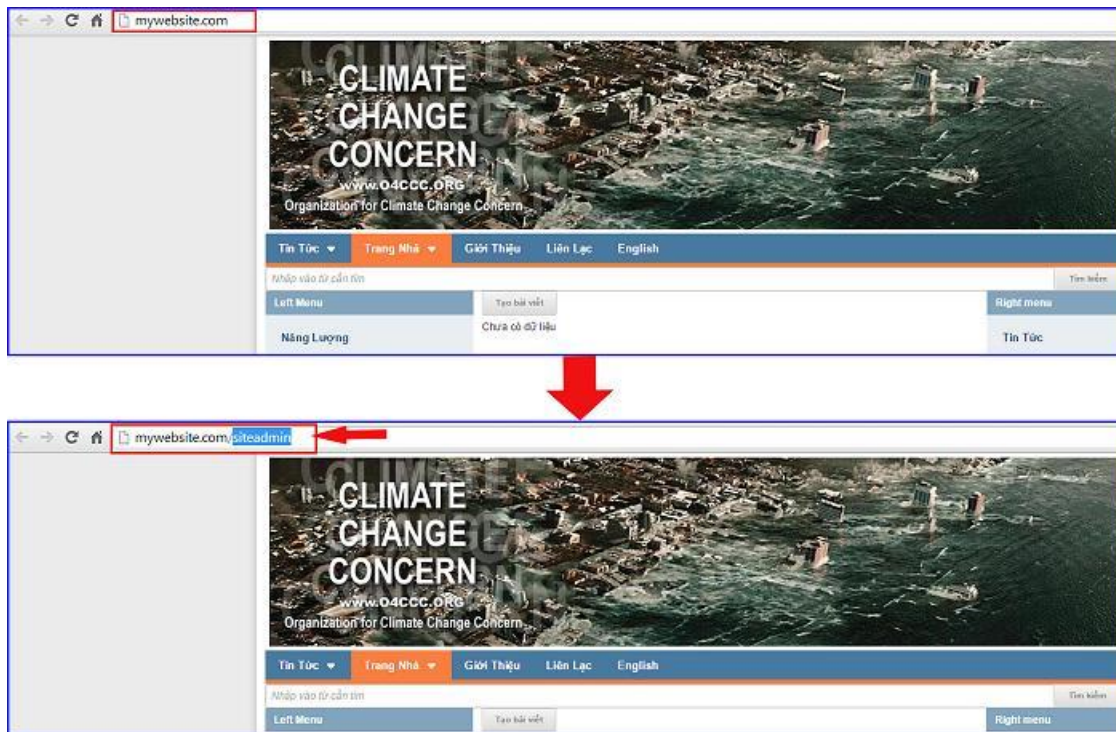 mywebsite.com
CLIMATE
CHANGE
CONCERN
www.O4CCC.ORG
Organization for Climate Change Concern
Tin Tức Trang Nhà Giới Thiệu Liên Lạc English
Nhập vào từ cần tìm Tìm kiếm
Left Menu Tạo bài viết Right menu
Chưa có dữ liệu
Năng Lượng Tin Tức
mywebsite.com/siteadmin
CLIMATE
CHANGE
CONCERN
www.O4CCC.ORG
Organization for Climate Change Concern
Tin Tức Trang Nhà Giới Thiệu Liên Lạc English
Nhập vào từ cần tìm Tìm kiếm
Left Menu Tạo bài viết Right menu